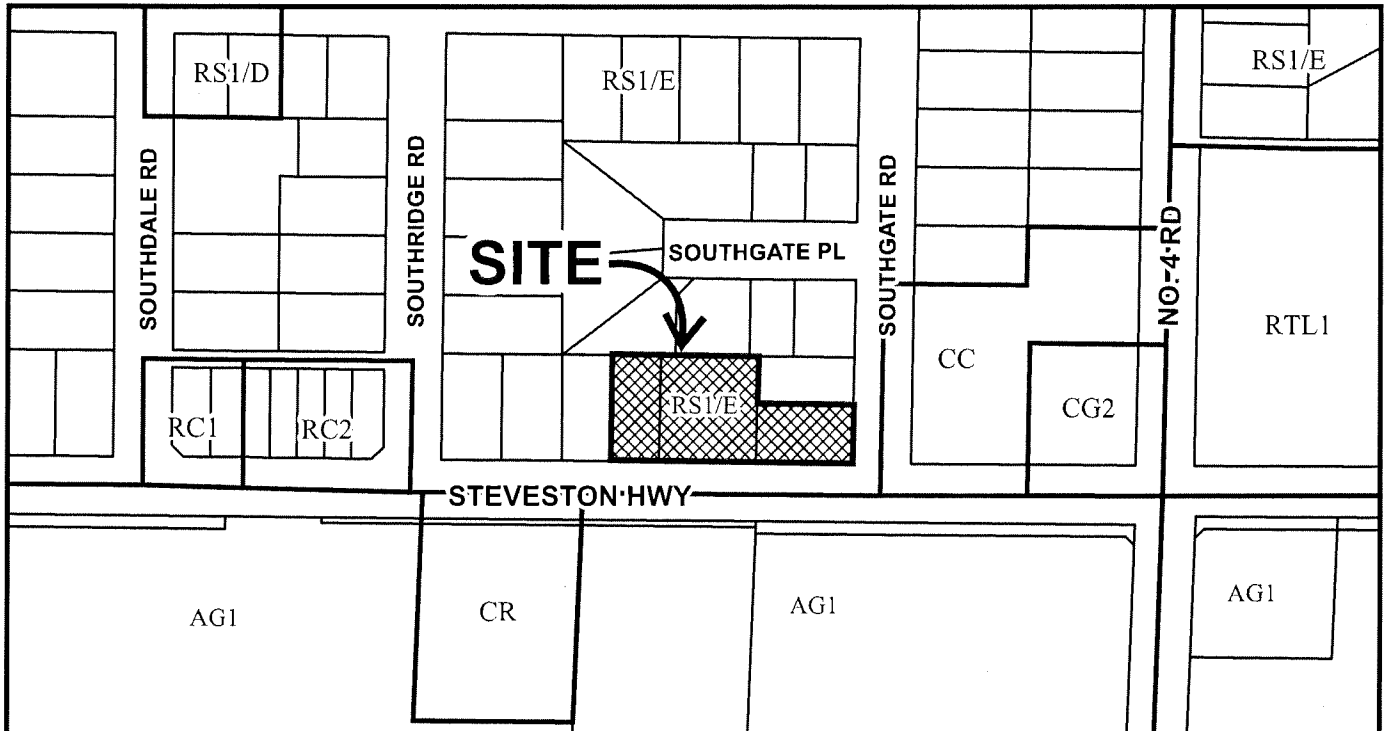 RS1/D
RS1/E
RS1/E
SOUTHDALE RD
SOUTHRIDGE RD
SOUTHGATE RD
NO. 4 RD
SITE
SOUTHGATE PL
RTL1
CC
CG2
RS1/E
RC1
RC2
STEVESTON HWY
AG1
CR
AG1
AG1